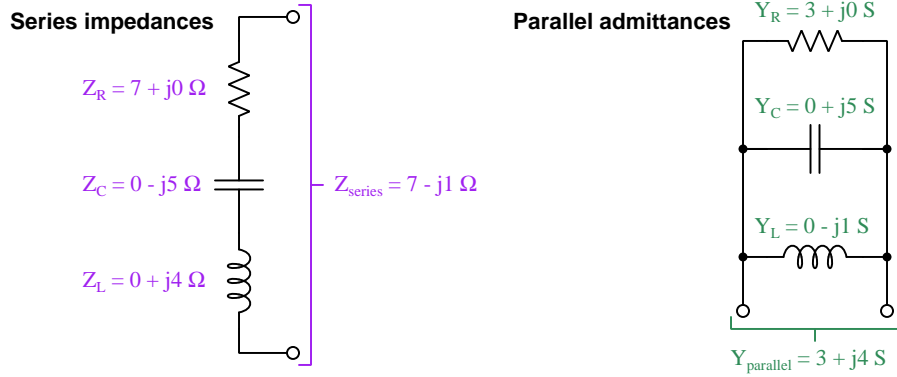 Series impedances
Z_R = 7 + j0 Ω
Z_C = 0 - j5 Ω
Z_series = 7 - j1 Ω
Z_L = 0 + j4 Ω
Parallel admittances
Y_R = 3 + j0 S
Y_C = 0 + j5 S
Y_L = 0 - j1 S
Y_parallel = 3 + j4 S